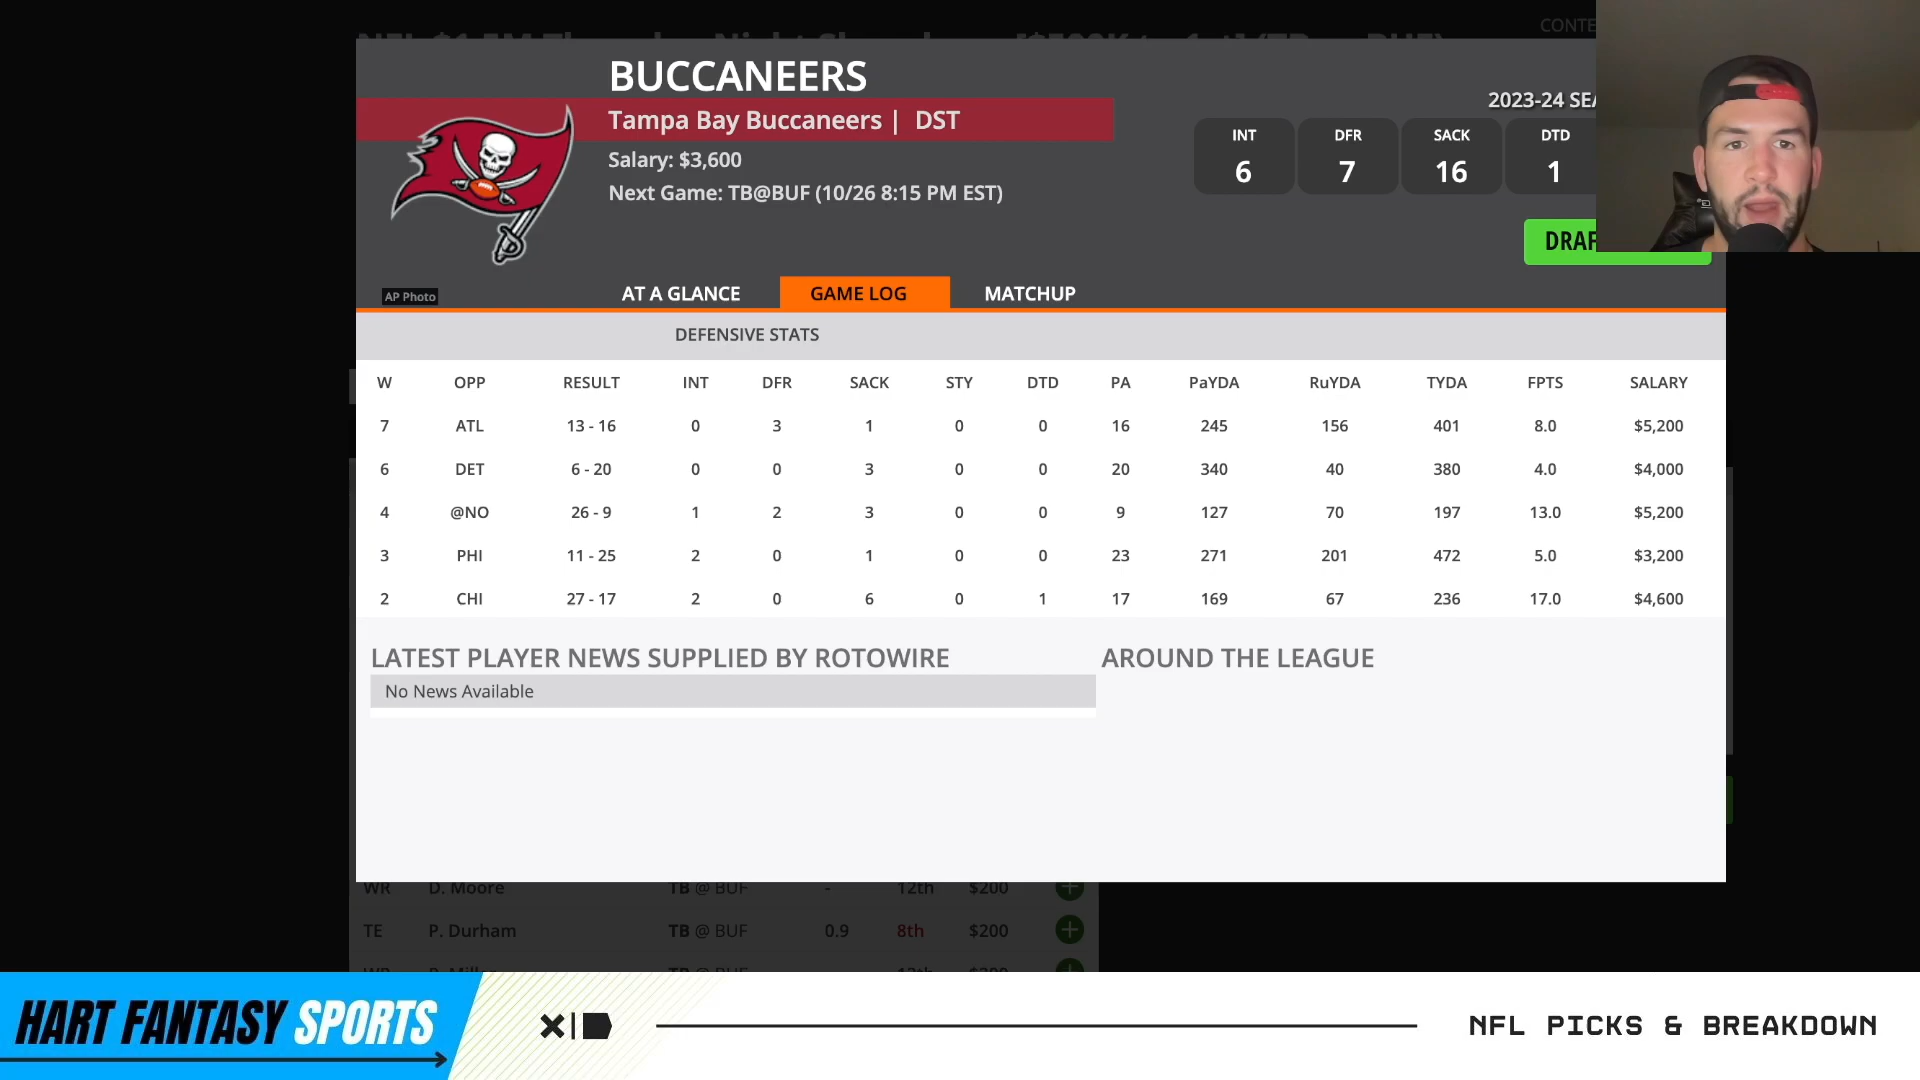 CONTE
BUCCANEERS
Tampa Bay Buccaneers | DST
Salary: $3,600
Next Game: TB@BUF (10/26 8:15 PM EST)
2023-24 SEA
INT DFR SACK DTD
6 7 16 1
DRAF
AP Photo
AT A GLANCE GAME LOG MATCHUP
DEFENSIVE STATS
W OPP RESULT INT DFR SACK STY DTD PA PaYDA RuYDA TYDA FPTS SALARY
7 ATL 13 - 16 0 3 1 0 0 16 245 156 401 8.0 $5,200
6 DET 6 - 20 0 0 3 0 0 20 340 40 380 4.0 $4,000
4 @NO 26 - 9 1 2 3 0 0 9 127 70 197 13.0 $5,200
3 PHI 11 - 25 2 0 1 0 0 23 271 201 472 5.0 $3,200
2 CHI 27 - 17 2 0 6 0 1 17 169 67 236 17.0 $4,600
LATEST PLAYER NEWS SUPPLIED BY ROTOWIRE
AROUND THE LEAGUE
No News Available
WR D. Moore TB @ BUF - 12th $200
TE P. Durham TB @ BUF 0.9 8th $200
HART FANTASY SPORTS
NFL PICKS & BREAKDOWN